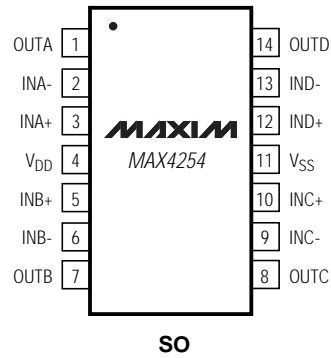 OUTA 1 14 OUTD
INA- 2 13 IND-
INA+ 3 12 IND+
MAXIM
VDD 4 MAX4254 11 VSS
INB+ 5 10 INC+
INB- 6 9 INC-
OUTB 7 8 OUTC
SO